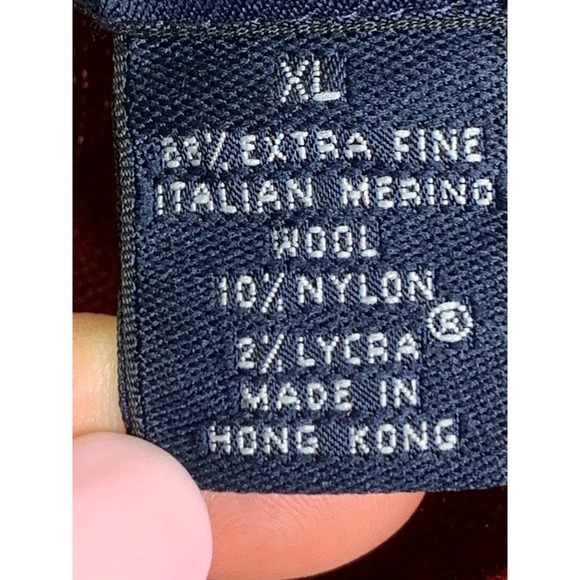 XL
88% EXTRA FINE
ITALIAN MERINO
WOOL
10% NYLON
2% LYCRA®
MADE IN
HONG KONG